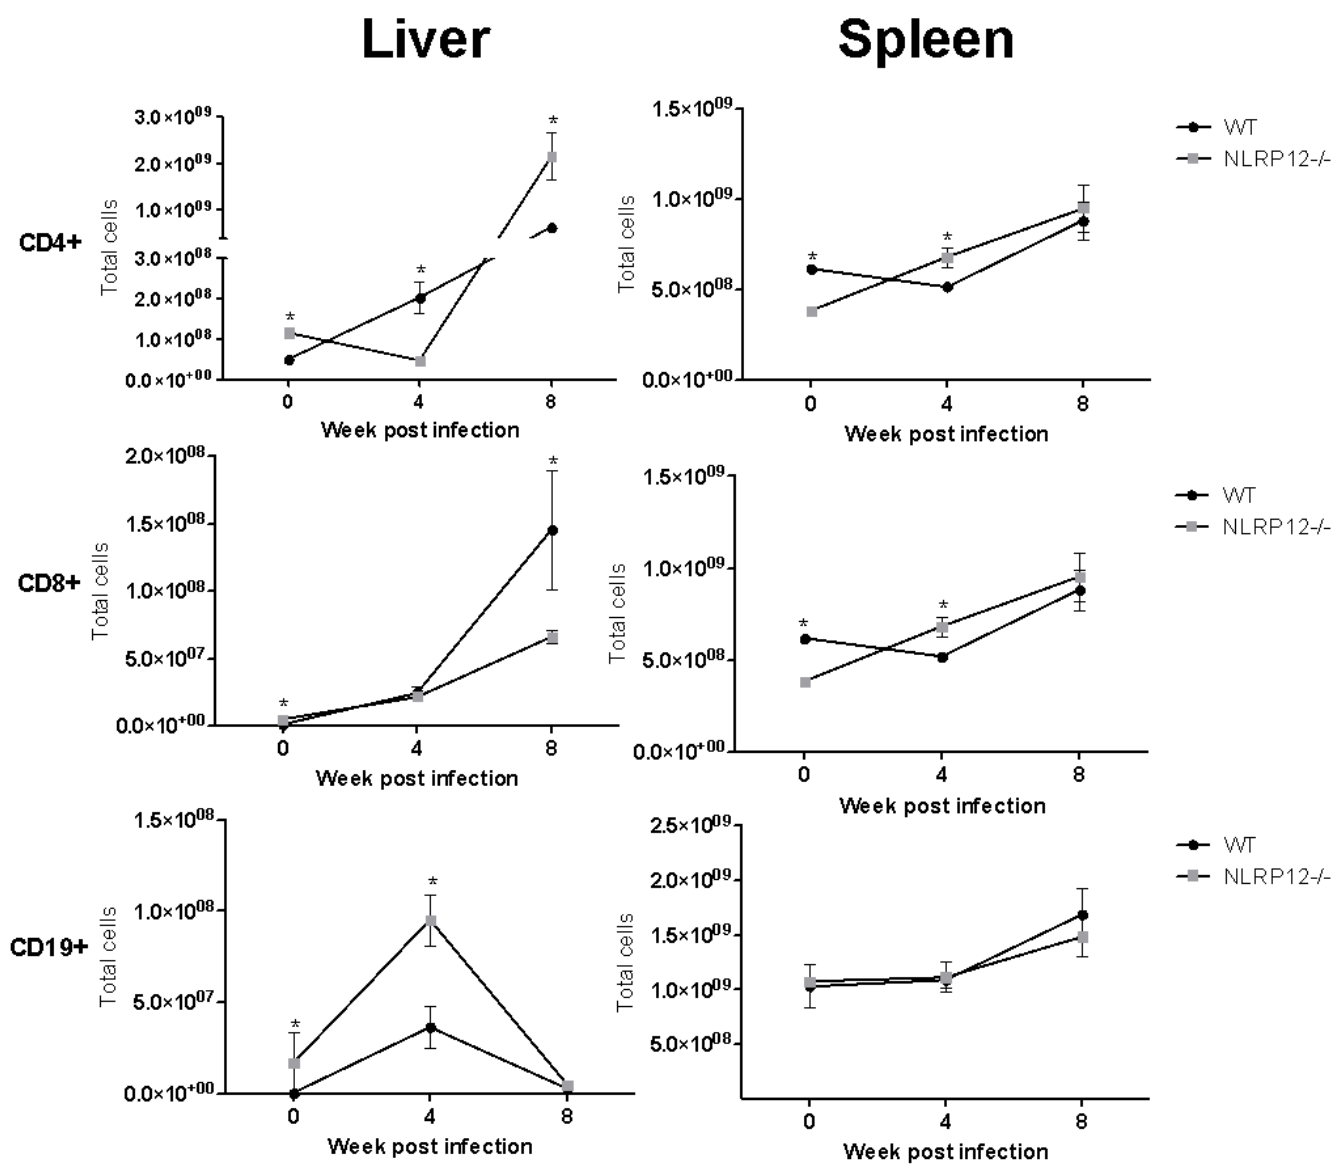 Liver
Spleen
CD4+
Total cells
3.0×10⁰⁹
2.0×10⁰⁹
1.0×10⁰⁹
3.0×10⁰⁸
2.0×10⁰⁸
1.0×10⁰⁸
0.0×10⁺⁰⁰
*
*
*
0 4 8
Week post infection
Total cells
1.5×10⁰⁹
1.0×10⁰⁹
5.0×10⁰⁸
0.0×10⁺⁰⁰
*
*
0 4 8
Week post infection
WT
NLRP12-/-
CD8+
Total cells
2.0×10⁰⁸
1.5×10⁰⁸
1.0×10⁰⁸
5.0×10⁰⁷
0.0×10⁺⁰⁰
*
*
0 4 8
Week post infection
Total cells
1.5×10⁰⁹
1.0×10⁰⁹
5.0×10⁰⁸
0.0×10⁺⁰⁰
*
*
0 4 8
Week post infection
WT
NLRP12-/-
CD19+
Total cells
1.5×10⁰⁸
1.0×10⁰⁸
5.0×10⁰⁷
0.0×10⁺⁰⁰
*
*
0 4 8
Week post infection
Total cells
2.5×10⁰⁹
2.0×10⁰⁹
1.5×10⁰⁹
1.0×10⁰⁹
5.0×10⁰⁸
0 4 8
Week post infection
WT
NLRP12-/-